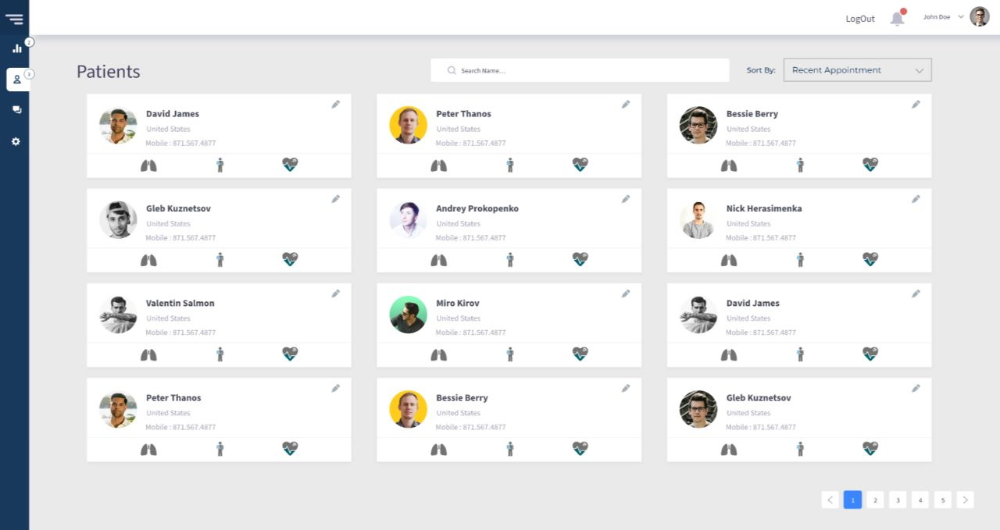 LogOut
John Doe
2
3
Patients
Search Name...
Sort By:
Recent Appointment
David James
United States
Mobile : 871.567.4877
Peter Thanos
United States
Mobile : 871.567.4877
Bessie Berry
United States
Mobile : 871.567.4877
Gleb Kuznetsov
United States
Mobile : 871.567.4877
Andrey Prokopenko
United States
Mobile : 871.567.4877
Nick Herasimenka
United States
Mobile : 871.567.4877
Valentin Salmon
United States
Mobile : 871.567.4877
Miro Kirov
United States
Mobile : 871.567.4877
David James
United States
Mobile : 871.567.4877
Peter Thanos
United States
Mobile : 871.567.4877
Bessie Berry
United States
Mobile : 871.567.4877
Gleb Kuznetsov
United States
Mobile : 871.567.4877
1 2 3 4 5